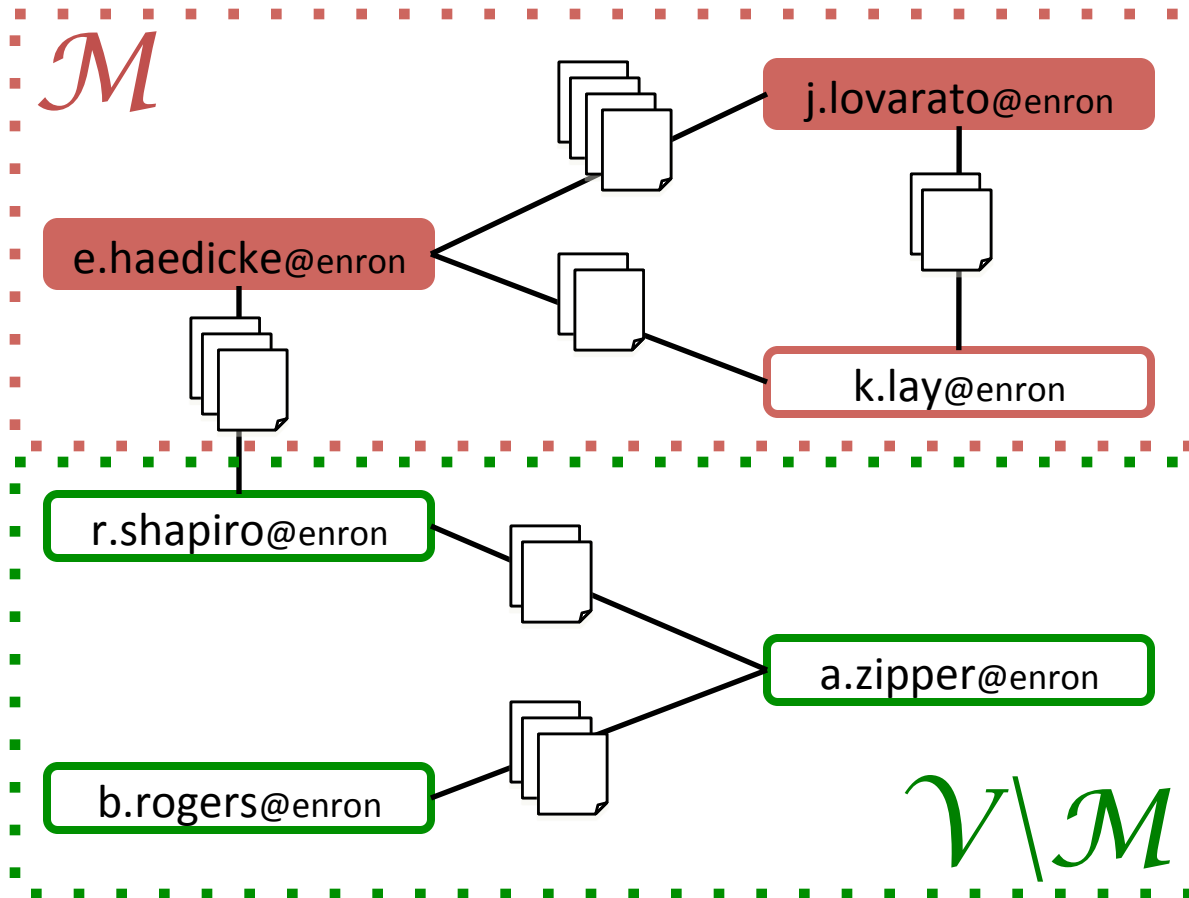 ℳ
j.lovarato@enron
e.haedicke@enron
k.lay@enron
r.shapiro@enron
a.zipper@enron
b.rogers@enron
𝒱\ℳ